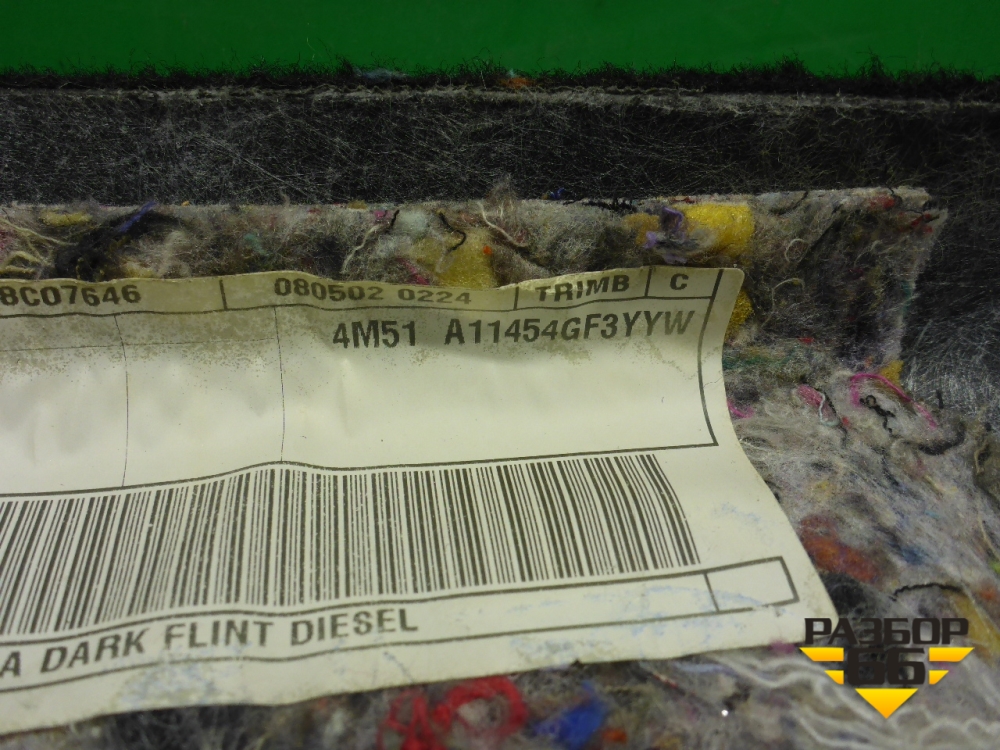 8C07646 080502 0224 TRIMB C
4M51 A11454GF3YYW
A DARK FLINT DIESEL
РАЗБОР
66